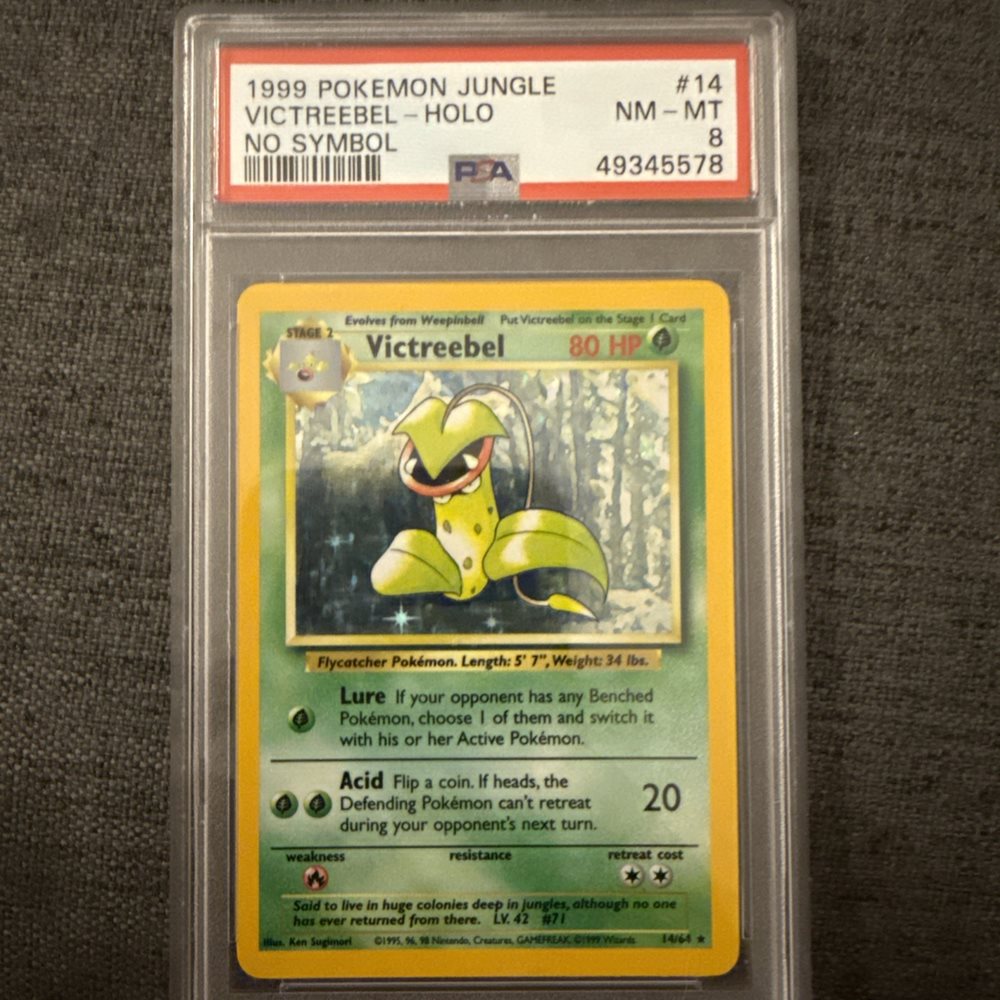 1999 POKEMON JUNGLE #14
VICTREEBEL - HOLO NM - MT
NO SYMBOL 8
PSA 49345578
Evolves from Weepinbell Put Victreebel on the Stage 1 Card
STAGE 2
Victreebel 80 HP
Flycatcher Pokémon. Length: 5' 7", Weight: 34 lbs.
Lure If your opponent has any Benched
Pokémon, choose 1 of them and switch it
with his or her Active Pokémon.
Acid Flip a coin. If heads, the
Defending Pokémon can't retreat 20
during your opponent's next turn.
weakness resistance retreat cost
Said to live in huge colonies deep in jungles, although no one
has ever returned from there. LV. 42 #71
Illus. Ken Sugimori ©1995, 96, 98 Nintendo, Creatures, GAMEFREAK. ©1999 Wizards. 14/64 ★